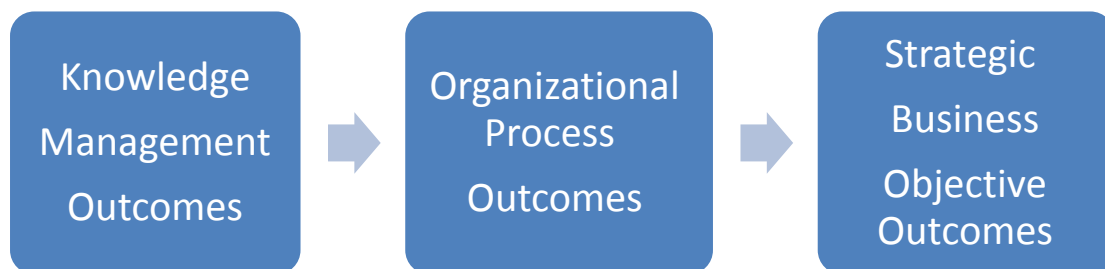 Knowledge
Management
Outcomes
Organizational
Process
Outcomes
Strategic
Business
Objective
Outcomes